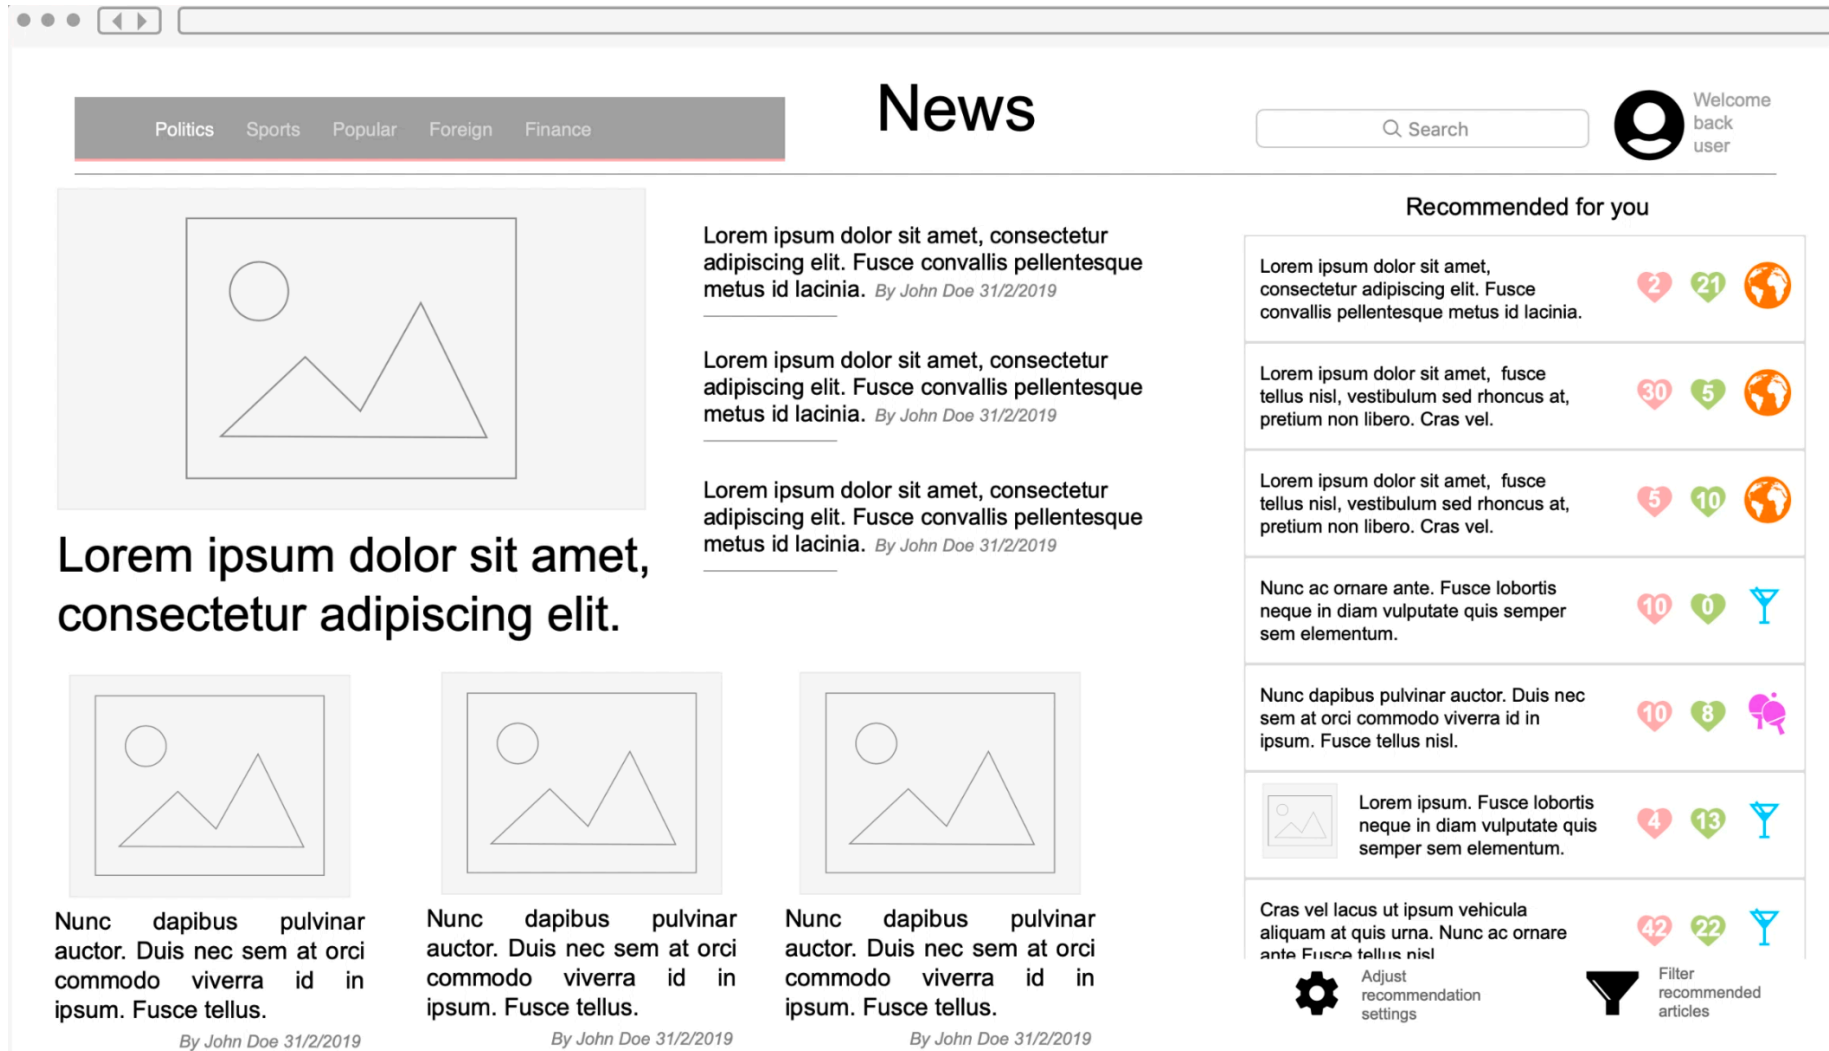 Politics Sports Popular Foreign Finance
News
Search
Welcome
back
user
Lorem ipsum dolor sit amet,
consectetur adipiscing elit.
Lorem ipsum dolor sit amet, consectetur
adipiscing elit. Fusce convallis pellentesque
metus id lacinia. By John Doe 31/2/2019
Lorem ipsum dolor sit amet, consectetur
adipiscing elit. Fusce convallis pellentesque
metus id lacinia. By John Doe 31/2/2019
Lorem ipsum dolor sit amet, consectetur
adipiscing elit. Fusce convallis pellentesque
metus id lacinia. By John Doe 31/2/2019
Nunc dapibus pulvinar
auctor. Duis nec sem at orci
commodo viverra id in
ipsum. Fusce tellus.
By John Doe 31/2/2019
Nunc dapibus pulvinar
auctor. Duis nec sem at orci
commodo viverra id in
ipsum. Fusce tellus.
By John Doe 31/2/2019
Nunc dapibus pulvinar
auctor. Duis nec sem at orci
commodo viverra id in
ipsum. Fusce tellus.
By John Doe 31/2/2019
Recommended for you
Lorem ipsum dolor sit amet,
consectetur adipiscing elit. Fusce
convallis pellentesque metus id lacinia.
2 21
Lorem ipsum dolor sit amet, fusce
tellus nisl, vestibulum sed rhoncus at,
pretium non libero. Cras vel.
30 5
Lorem ipsum dolor sit amet, fusce
tellus nisl, vestibulum sed rhoncus at,
pretium non libero. Cras vel.
5 10
Nunc ac ornare ante. Fusce lobortis
neque in diam vulputate quis semper
sem elementum.
10 0
Nunc dapibus pulvinar auctor. Duis nec
sem at orci commodo viverra id in
ipsum. Fusce tellus nisl.
10 8
Lorem ipsum. Fusce lobortis
neque in diam vulputate quis
semper sem elementum.
4 13
Cras vel lacus ut ipsum vehicula
aliquam at quis urna. Nunc ac ornare
ante Fusce tellus nisl
42 22
Adjust
recommendation
settings
Filter
recommended
articles